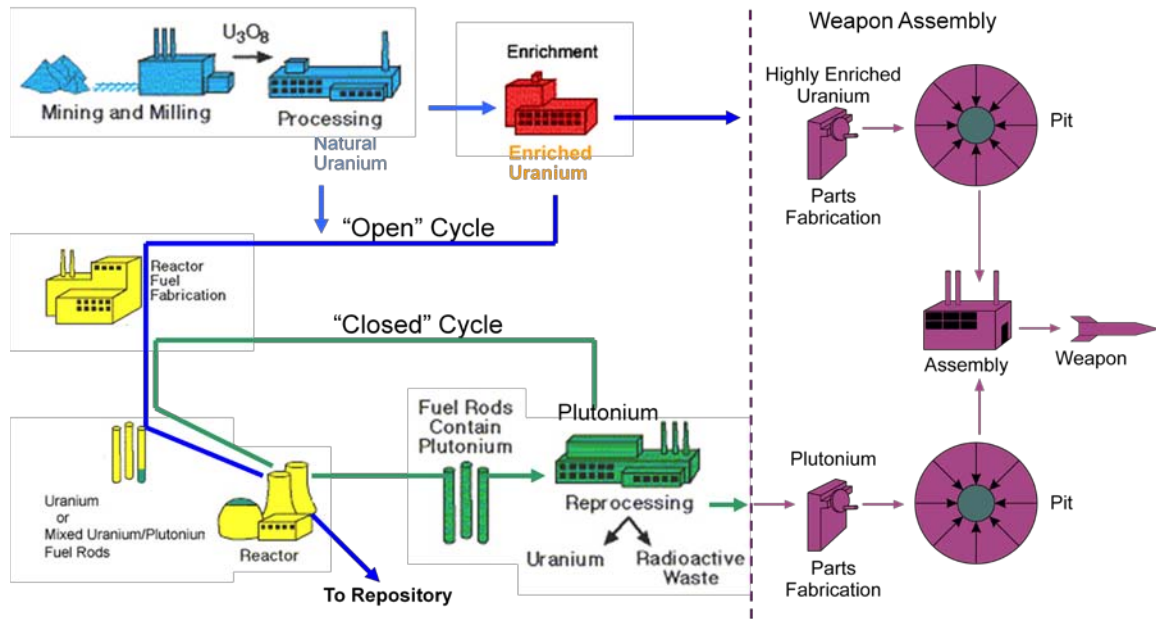 U3O8
Mining and Milling
Processing
Natural
Uranium
Enrichment
Enriched
Uranium
"Open" Cycle
Reactor
Fuel
Fabrication
"Closed" Cycle
Uranium
or
Mixed Uranium/Plutoniun
Fuel Rods
Reactor
To Repository
Fuel Rods
Contain
Plutonium
Plutonium
Reprocessing
Uranium
Radioactive
Waste
Weapon Assembly
Highly Enriched
Uranium
Parts
Fabrication
Pit
Assembly
Weapon
Plutonium
Parts
Fabrication
Pit